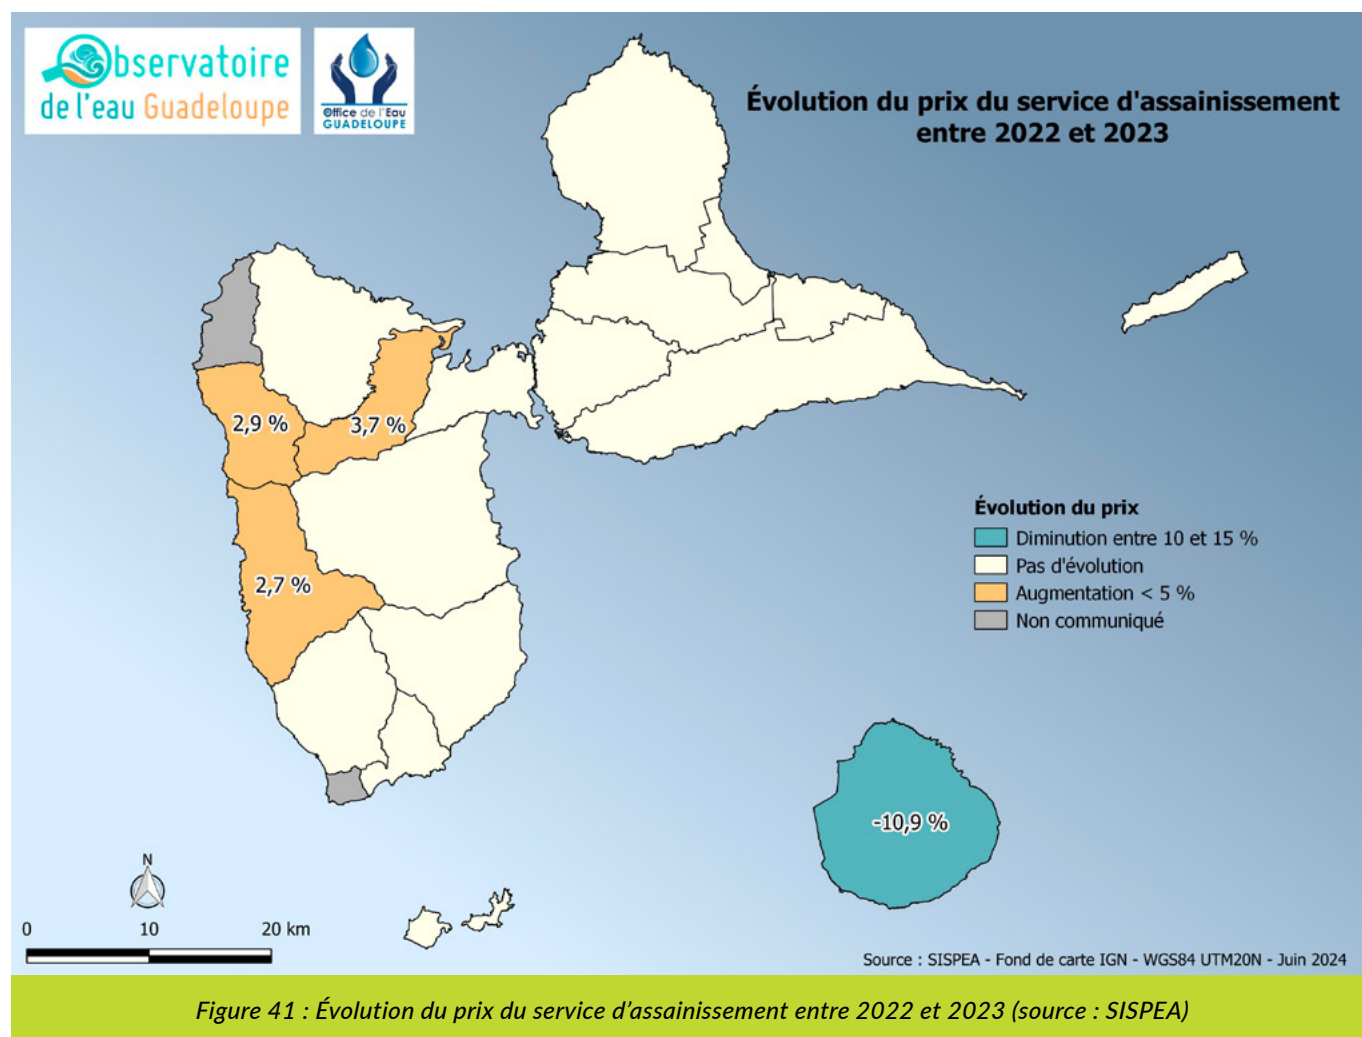 Observatoire
de l'eau Guadeloupe
Office de l'Eau
GUADELOUPE
Évolution du prix du service d'assainissement
entre 2022 et 2023
2,9 %
3,7 %
2,7 %
Évolution du prix
Diminution entre 10 et 15 %
Pas d'évolution
Augmentation < 5 %
Non communiqué
-10,9 %
N
0 10 20 km
Source : SISPEA - Fond de carte IGN - WGS84 UTM20N - Juin 2024
Figure 41 : Évolution du prix du service d’assainissement entre 2022 et 2023 (source : SISPEA)